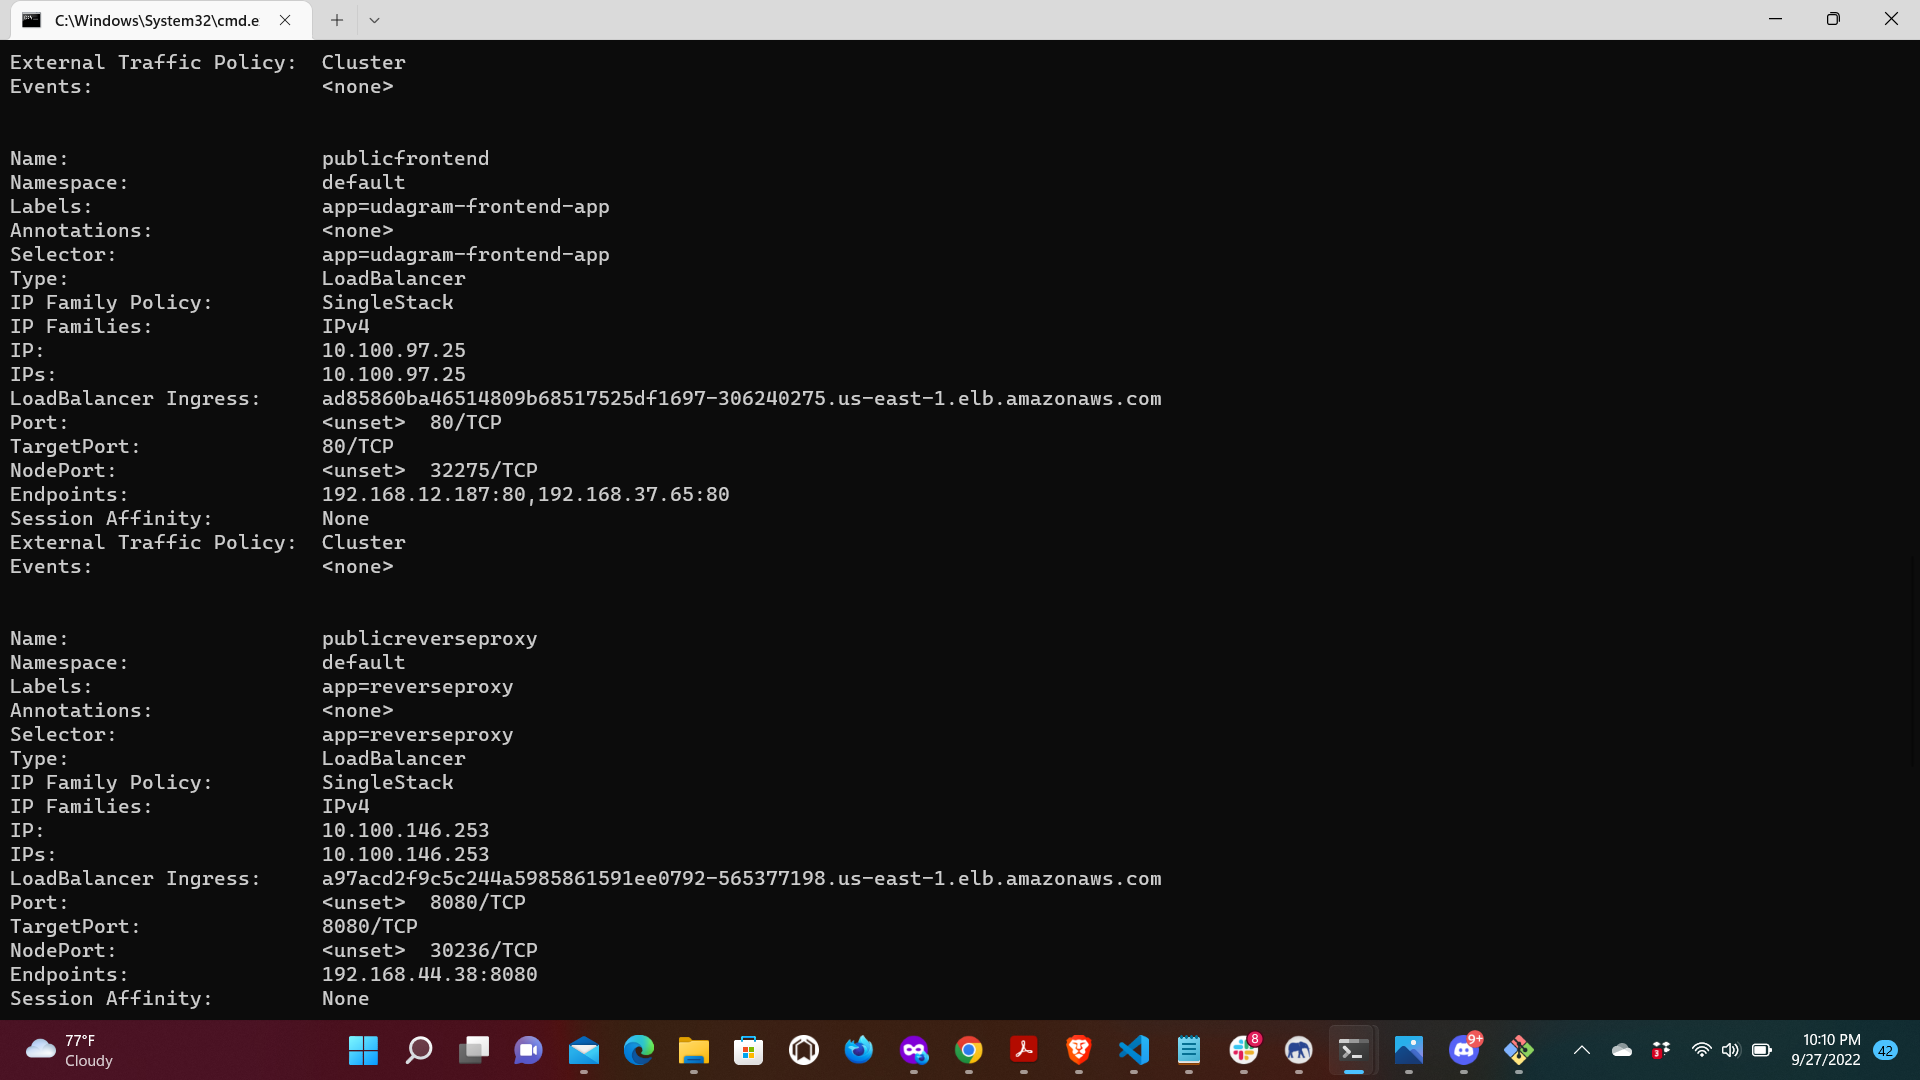 C:\Windows\System32\cmd.e
External Traffic Policy:  Cluster
Events:                   <none>
Name:                     publicfrontend
Namespace:                default
Labels:                   app=udagram-frontend-app
Annotations:              <none>
Selector:                 app=udagram-frontend-app
Type:                     LoadBalancer
IP Family Policy:         SingleStack
IP Families:              IPv4
IP:                       10.100.97.25
IPs:                      10.100.97.25
LoadBalancer Ingress:     ad85860ba46514809b68517525df1697-306240275.us-east-1.elb.amazonaws.com
Port:                     <unset>  80/TCP
TargetPort:               80/TCP
NodePort:                 <unset>  32275/TCP
Endpoints:                192.168.12.187:80,192.168.37.65:80
Session Affinity:         None
External Traffic Policy:  Cluster
Events:                   <none>
Name:                     publicreverseproxy
Namespace:                default
Labels:                   app=reverseproxy
Annotations:              <none>
Selector:                 app=reverseproxy
Type:                     LoadBalancer
IP Family Policy:         SingleStack
IP Families:              IPv4
IP:                       10.100.146.253
IPs:                      10.100.146.253
LoadBalancer Ingress:     a97acd2f9c5c244a5985861591ee0792-565377198.us-east-1.elb.amazonaws.com
Port:                     <unset>  8080/TCP
TargetPort:               8080/TCP
NodePort:                 <unset>  30236/TCP
Endpoints:                192.168.44.38:8080
Session Affinity:         None
77°F
Cloudy
8
9+
3
10:10 PM
9/27/2022
42